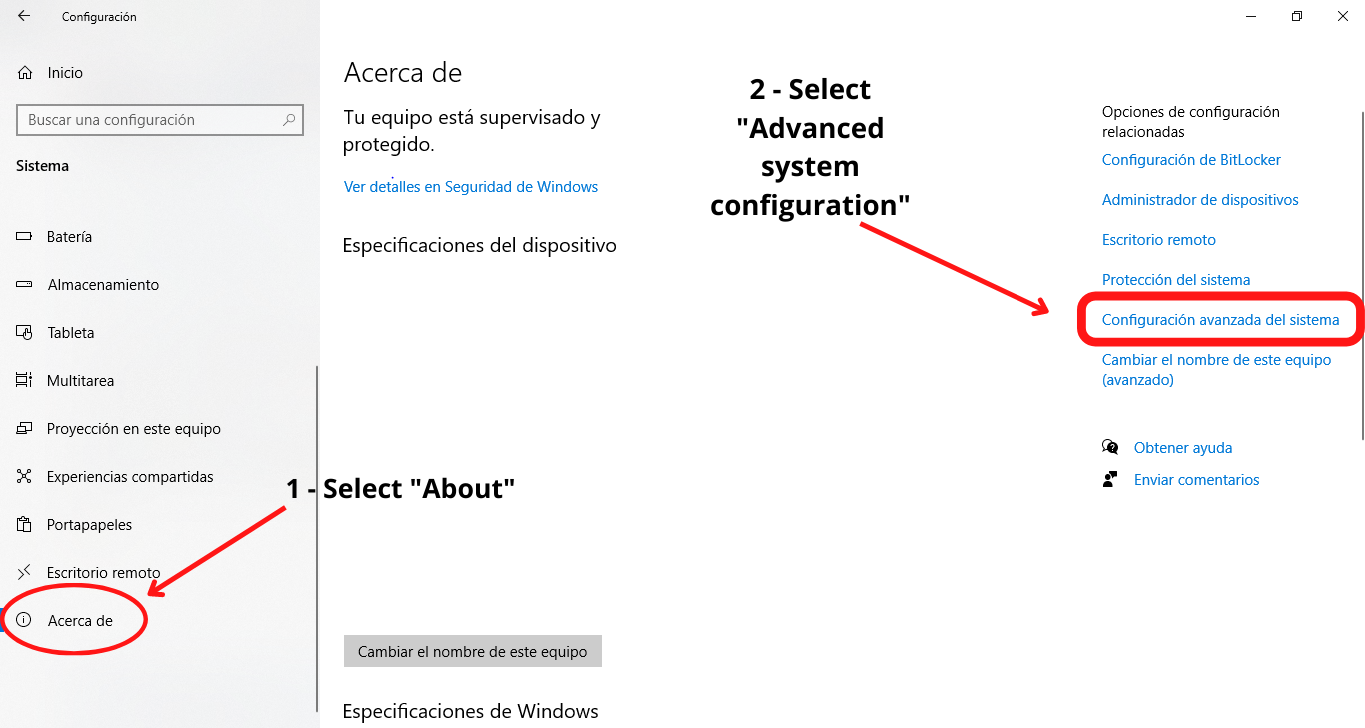 Configuración
Inicio
Buscar una configuración
Sistema
Batería
Almacenamiento
Tableta
Multitarea
Proyección en este equipo
Experiencias compartidas
Portapapeles
Escritorio remoto
Acerca de
1 - Select "About"
Acerca de
Tu equipo está supervisado y
protegido.
Ver detalles en Seguridad de Windows
Especificaciones del dispositivo
Cambiar el nombre de este equipo
Especificaciones de Windows
2 - Select
"Advanced
system
configuration"
Opciones de configuración
relacionadas
Configuración de BitLocker
Administrador de dispositivos
Escritorio remoto
Protección del sistema
Configuración avanzada del sistema
Cambiar el nombre de este equipo
(avanzado)
Obtener ayuda
Enviar comentarios